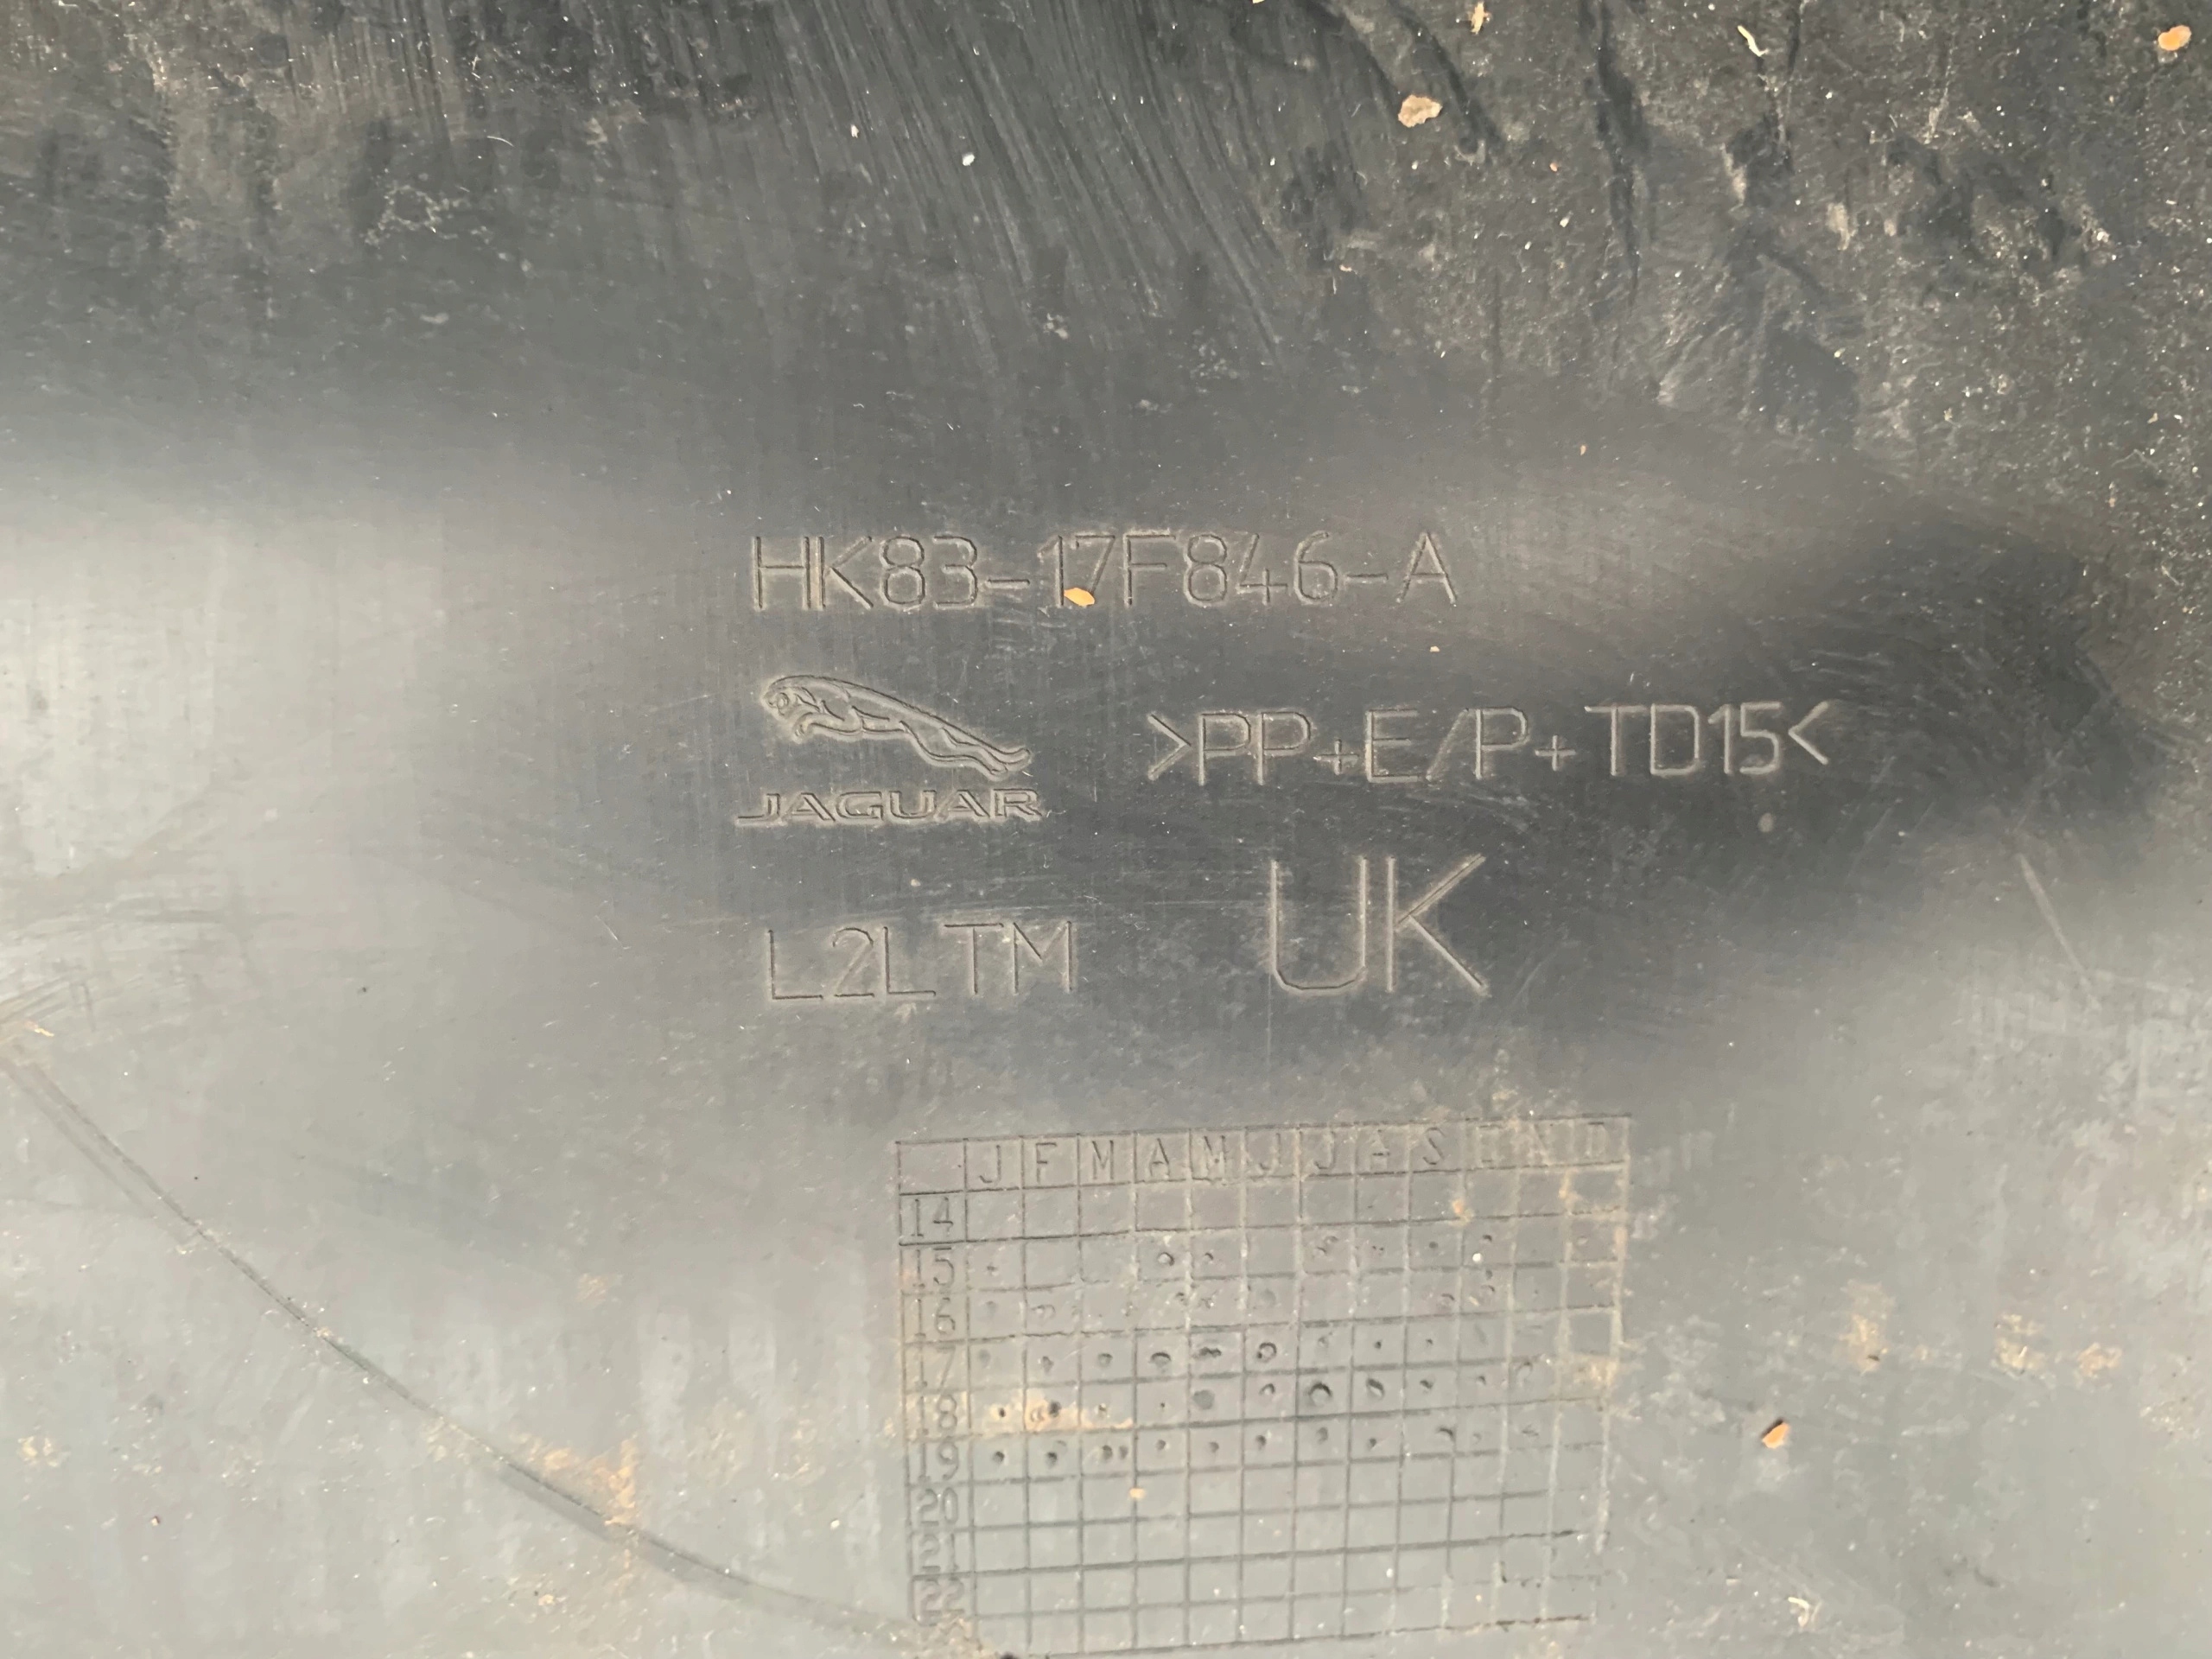 HK83-17F846-A
JAGUAR
>PP+E/P+TD15<
L2LTM
UK
J F M A M J J A S O N D
14
15
16
17
18
19
20
21
22